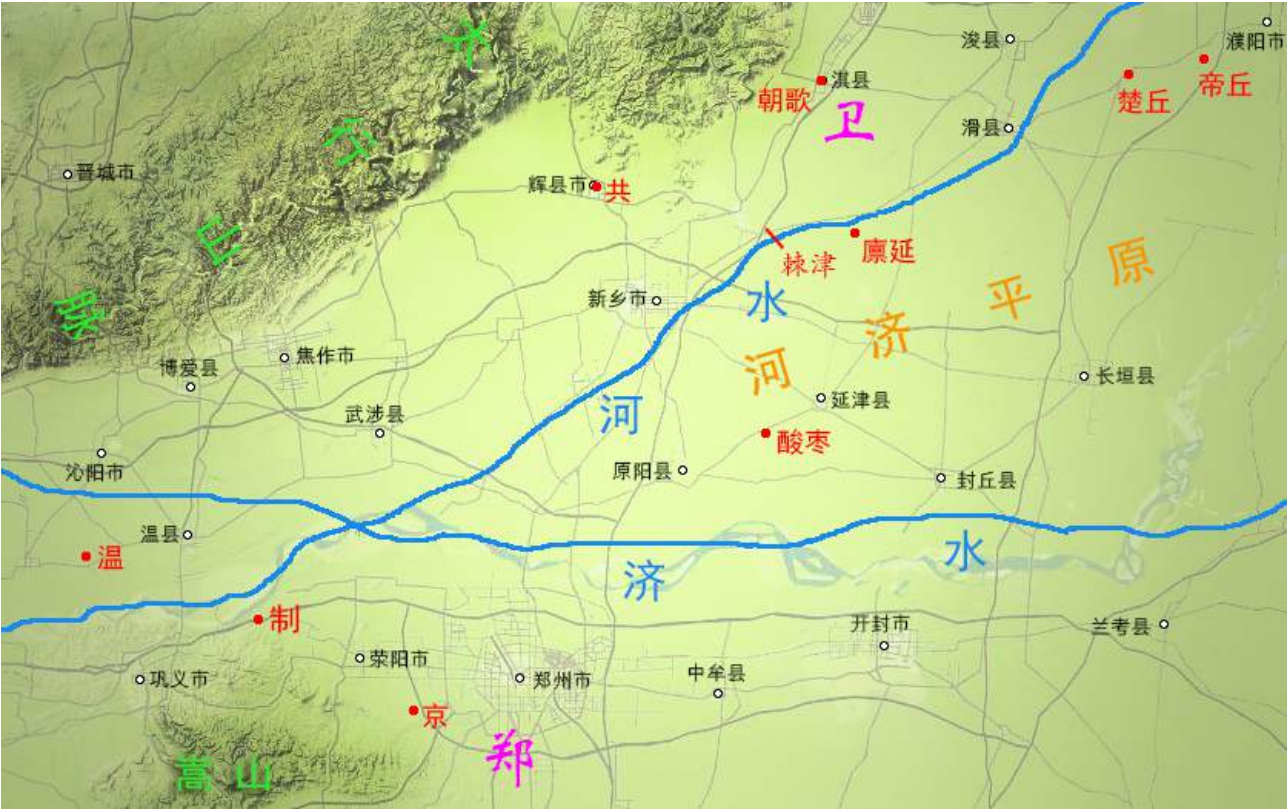 太
行
山
脉
浚县
濮阳市
淇县
朝歌
卫
楚丘
帝丘
滑县
晋城市
辉县市
共
棘津
廪延
原
平
济
河
新乡市
水
河
焦作市
博爱县
长垣县
武涉县
延津县
酸枣
沁阳市
原阳县
封丘县
温县
温
济
水
制
开封市
兰考县
荥阳市
巩义市
郑州市
中牟县
京
郑
嵩山